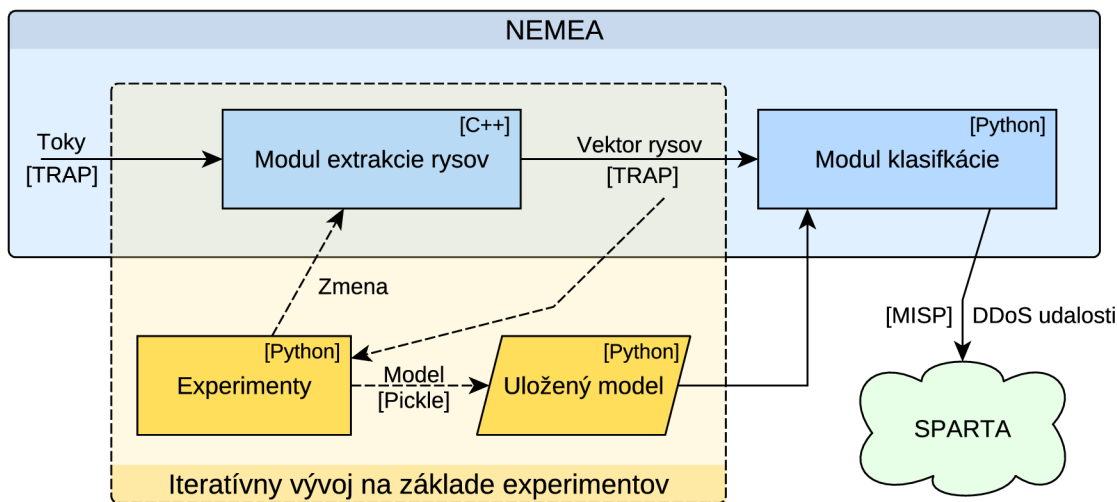 NEMEA
Toky
[TRAP]
[C++]
Modul extrakcie rysov
Vektor rysov
[TRAP]
[Python]
Modul klasifkácie
Zmena
[Python]
Experimenty
Model
[Pickle]
[Python]
Uložený model
[MISP]
DDoS udalosti
SPARTA
Iteratívny vývoj na základe experimentov